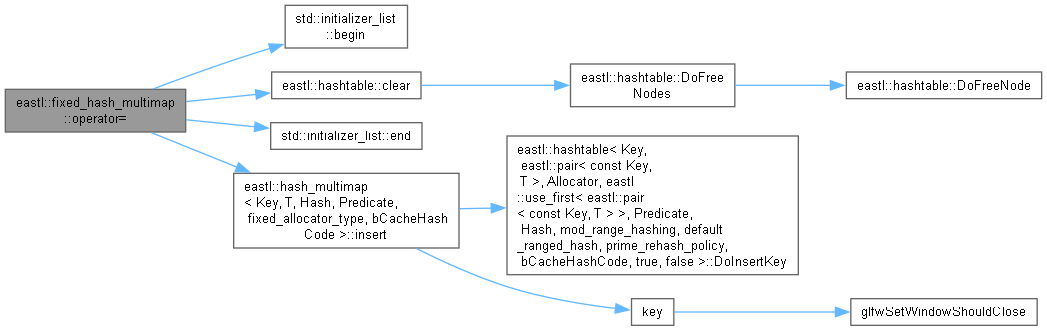 std::initializer_list
::begin
eastl::hashtable::clear
eastl::hashtable::DoFree
Nodes
eastl::hashtable::DoFreeNode
eastl::fixed_hash_multimap
::operator=
std::initializer_list::end
eastl::hash_multimap
< Key, T, Hash, Predicate,
fixed_allocator_type, bCacheHash
Code >::insert
eastl::hashtable< Key,
eastl::pair< const Key,
T >, Allocator, eastl
::use_first< eastl::pair
< const Key, T > >, Predicate,
Hash, mod_range_hashing, default
_ranged_hash, prime_rehash_policy,
bCacheHashCode, true, false >::DoInsertKey
key
glfwSetWindowShouldClose